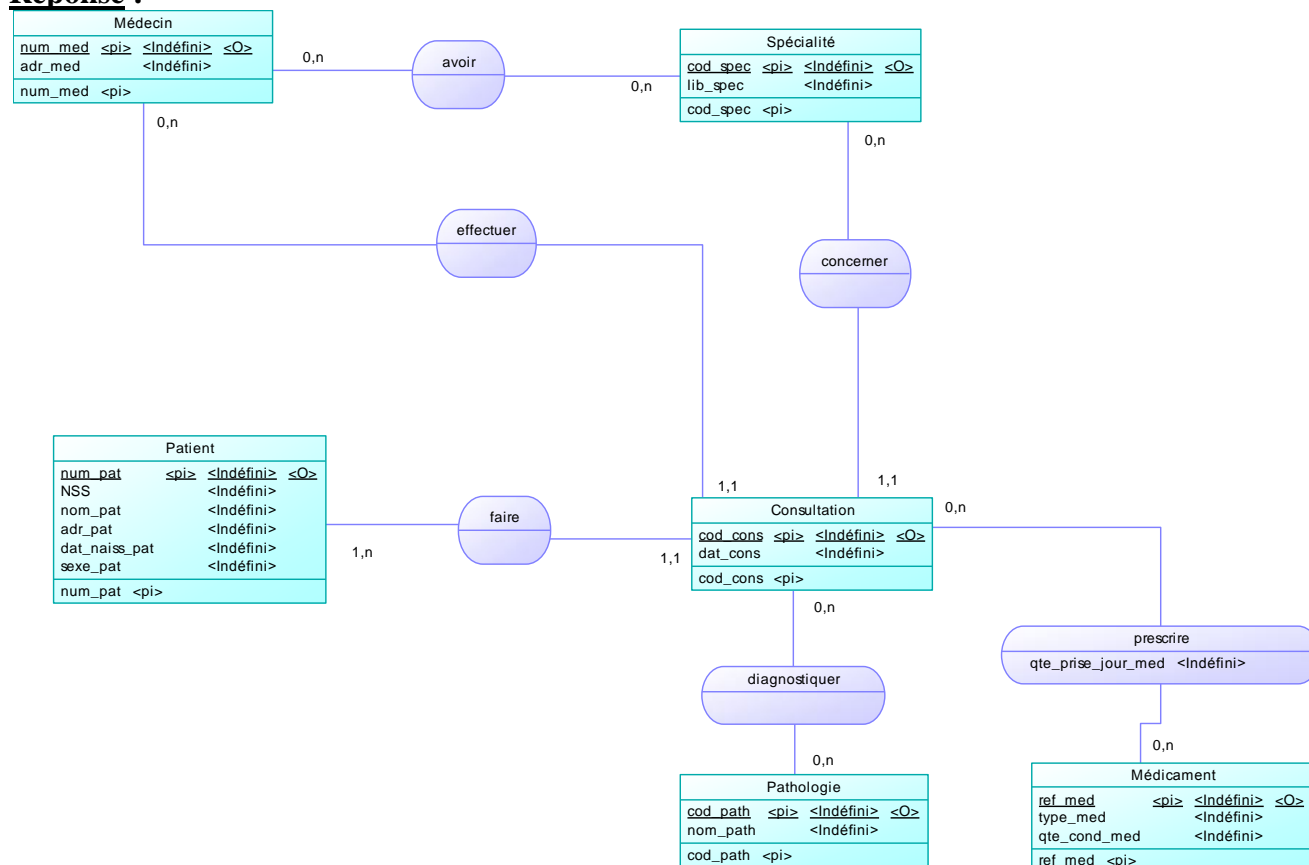 Réponse :
Médecin
num_med <pi> <Indéfini> <O>
adr_med <Indéfini>
num_med <pi>
0,n
avoir
0,n
Spécialité
cod_spec <pi> <Indéfini> <O>
lib_spec <Indéfini>
cod_spec <pi>
0,n
0,n
effectuer
concerner
1,1
1,1
Patient
num_pat <pi> <Indéfini> <O>
NSS <Indéfini>
nom_pat <Indéfini>
adr_pat <Indéfini>
dat_naiss_pat <Indéfini>
sexe_pat <Indéfini>
num_pat <pi>
1,n
faire
1,1
Consultation
cod_cons <pi> <Indéfini> <O>
dat_cons <Indéfini>
cod_cons <pi>
0,n
0,n
prescrire
qte_prise_jour_med <Indéfini>
diagnostiquer
0,n
0,n
Pathologie
cod_path <pi> <Indéfini> <O>
nom_path <Indéfini>
cod_path <pi>
Médicament
ref_med <pi> <Indéfini> <O>
type_med <Indéfini>
qte_cond_med <Indéfini>
ref_med <pi>